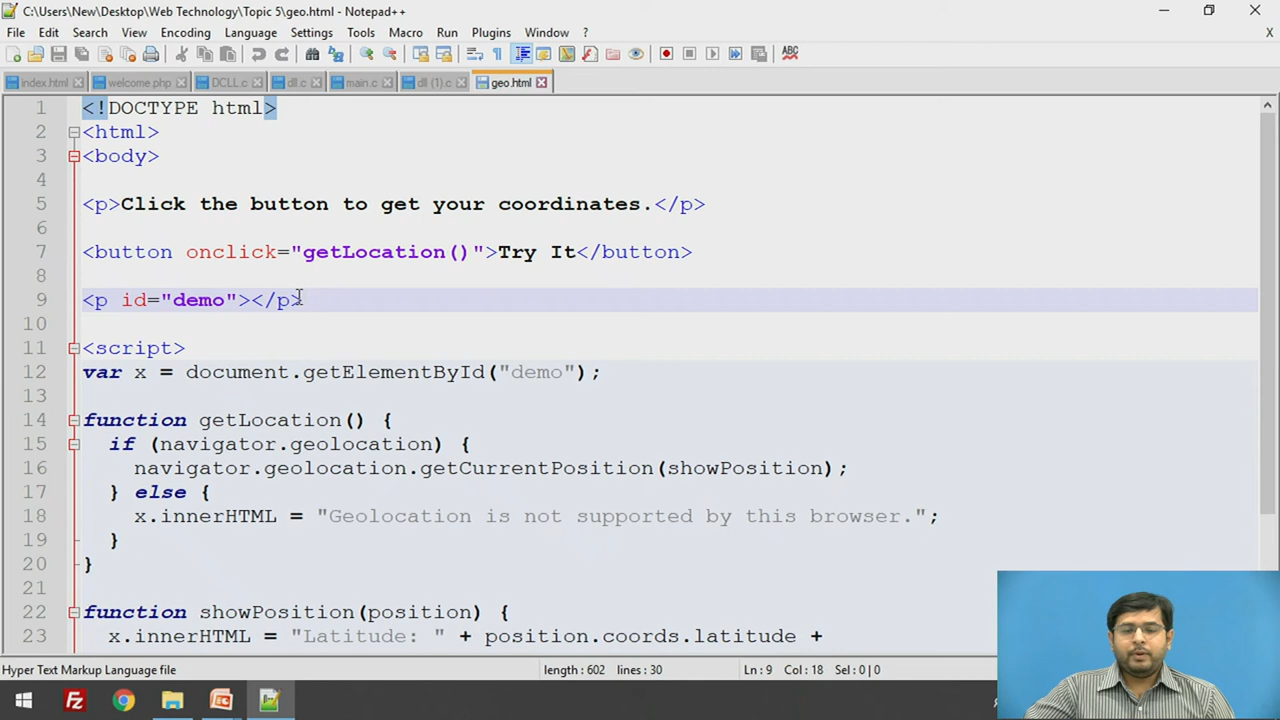 C:\Users\New\Desktop\Web Technology\Topic 5\geo.html - Notepad++
File Edit Search View Encoding Language Settings Tools Macro Run Plugins Window ? X
index.html welcome.php DCLL.c dll.c main.c dll (1).c geo.html
1 <!DOCTYPE html>
2 <html>
3 <body>
4
5 <p>Click the button to get your coordinates.</p>
6
7 <button onclick="getLocation()">Try It</button>
8
9 <p id="demo"></p>
10
11 <script>
12 var x = document.getElementById("demo");
13
14 function getLocation() {
15 if (navigator.geolocation) {
16 navigator.geolocation.getCurrentPosition(showPosition);
17 } else {
18 x.innerHTML = "Geolocation is not supported by this browser.";
19 }
20 }
21
22 function showPosition(position) {
23 x.innerHTML = "Latitude: " + position.coords.latitude +
Hyper Text Markup Language file length : 602 lines : 30 Ln : 9 Col : 18 Sel : 0 | 0